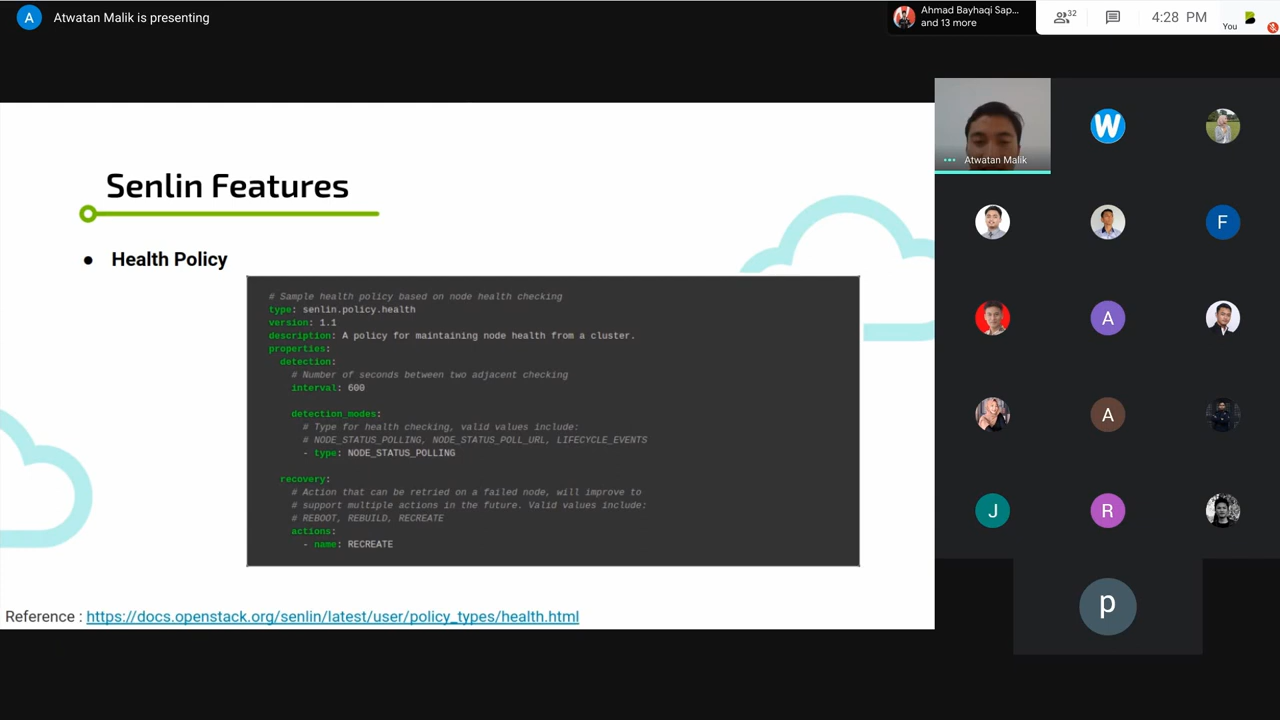 A Atwatan Malik is presenting
Ahmad Bayhaqi Sap...
and 13 more
32
4:28 PM
You
Senlin Features
● Health Policy
# Sample health policy based on node health checking
type: senlin.policy.health
version: 1.1
description: A policy for maintaining node health from a cluster.
properties:
detection:
# Number of seconds between two adjacent checking
interval: 600
detection_modes:
# Type for health checking, valid values include:
# NODE_STATUS_POLLING, NODE_STATUS_POLL_URL, LIFECYCLE_EVENTS
- type: NODE_STATUS_POLLING
recovery:
# Action that can be retried on a failed node, will improve to
# support multiple actions in the future. Valid values include:
# REBOOT, REBUILD, RECREATE
actions:
- name: RECREATE
Reference : https://docs.openstack.org/senlin/latest/user/policy_types/health.html
Atwatan Malik
W
F
A
A
J
R
p